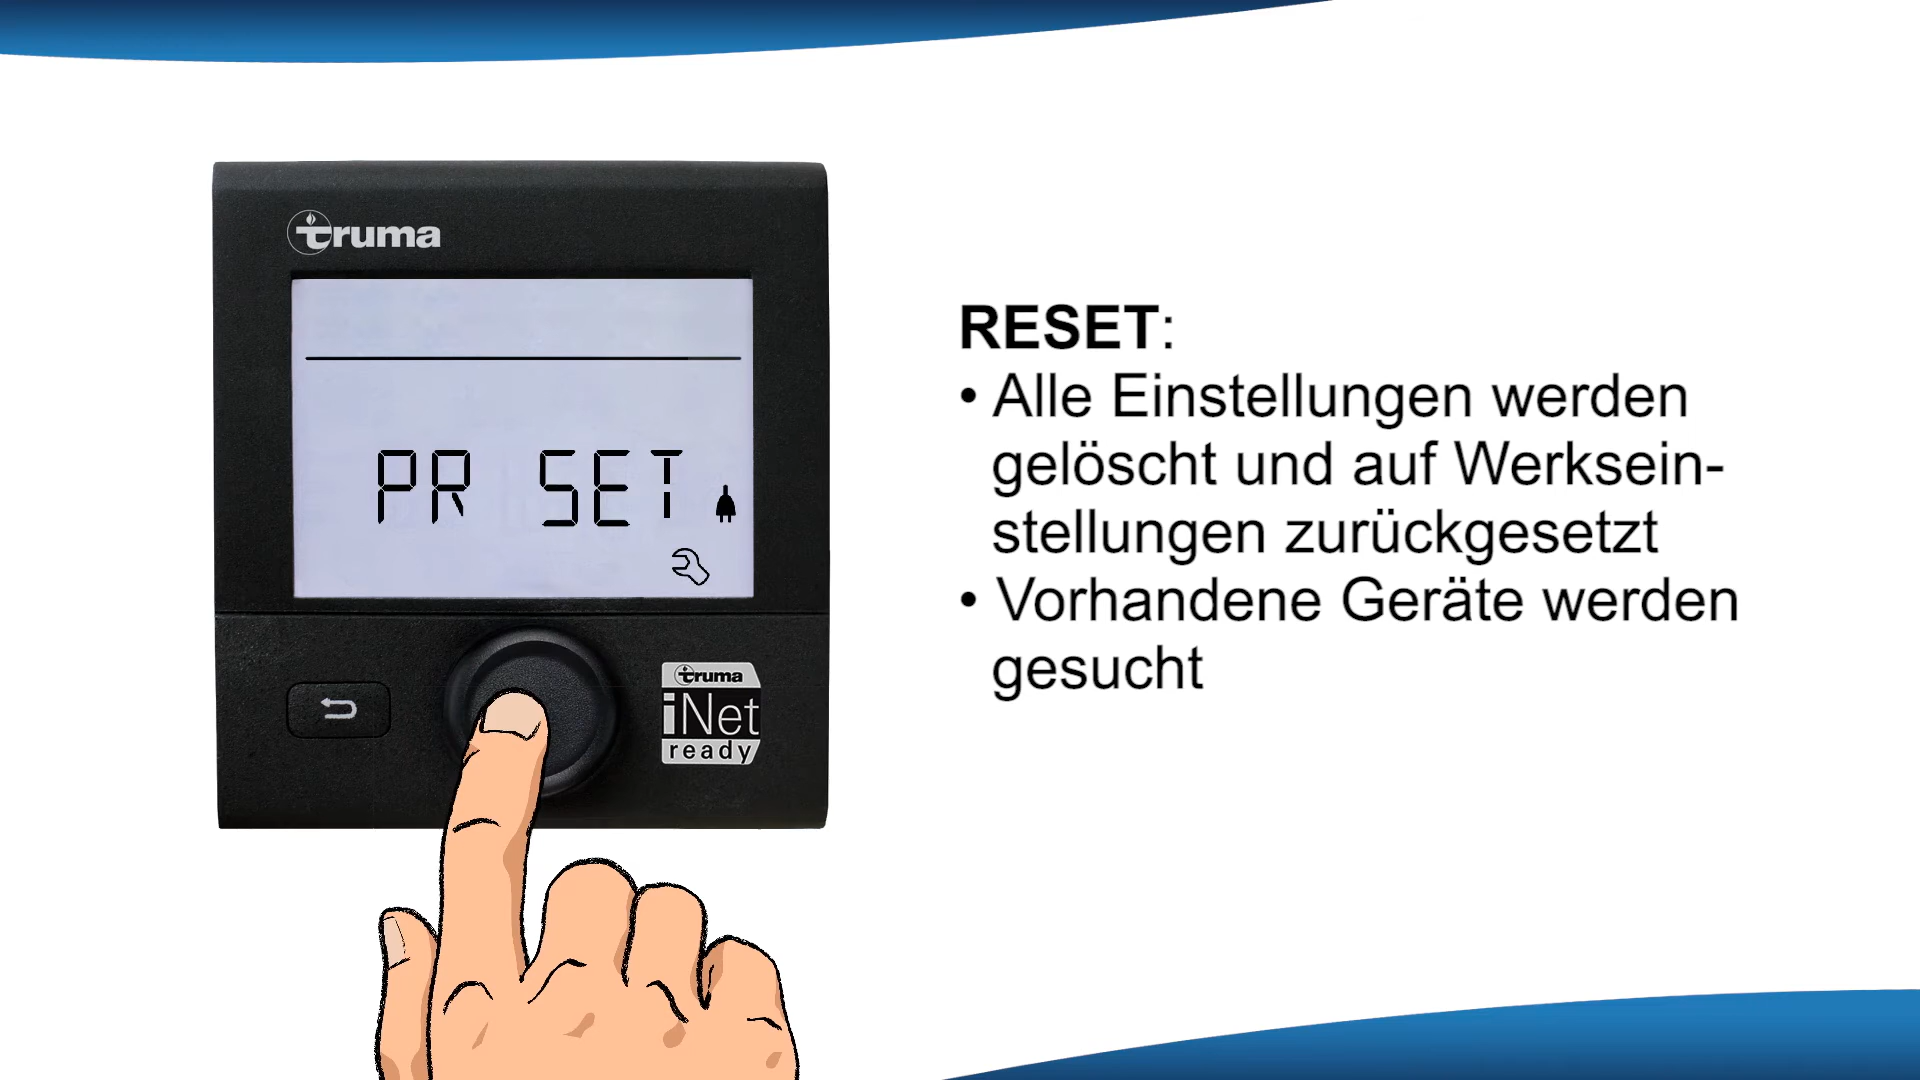 truma
PR SET
truma
iNet
ready
RESET:
• Alle Einstellungen werden
gelöscht und auf Werksein-
stellungen zurückgesetzt
• Vorhandene Geräte werden
gesucht